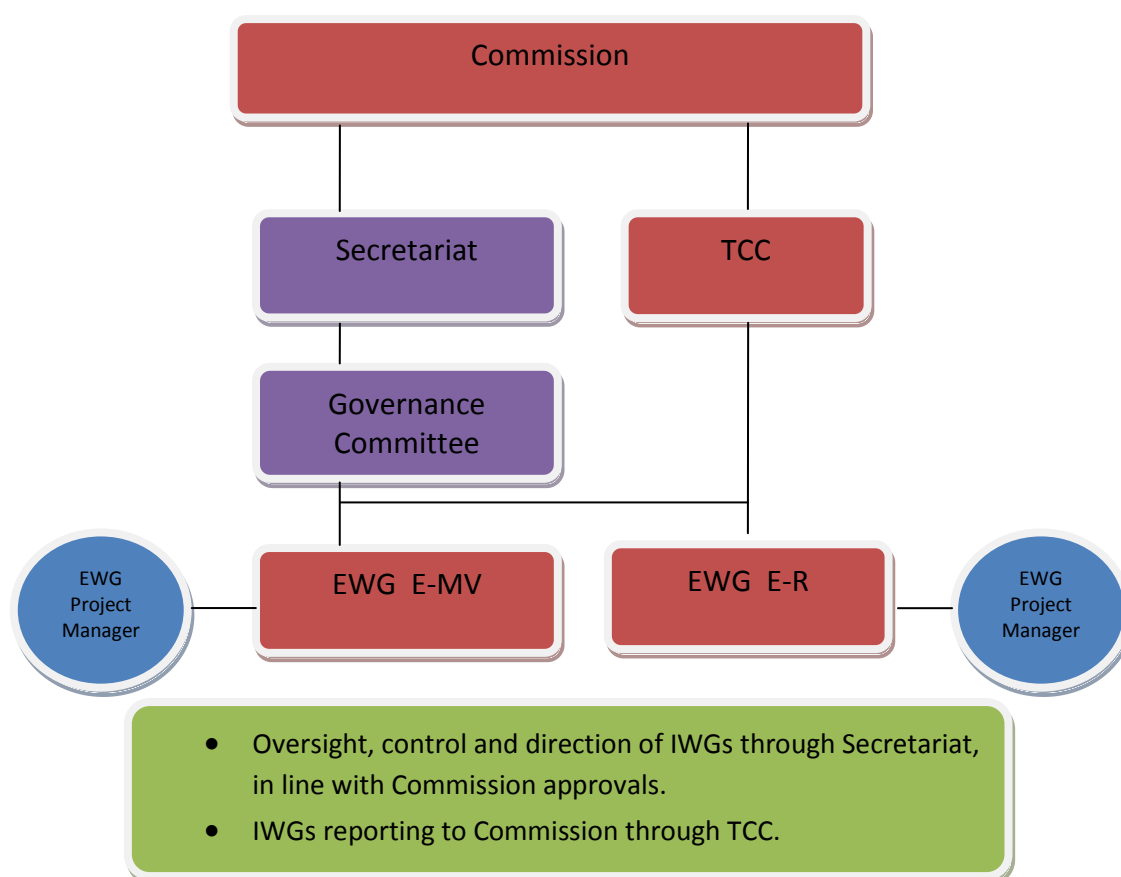 Commission
Secretariat
TCC
Governance
Committee
EWG E-MV
EWG E-R
EWG
Project
Manager
EWG
Project
Manager
• Oversight, control and direction of IWGs through Secretariat,
in line with Commission approvals.
• IWGs reporting to Commission through TCC.